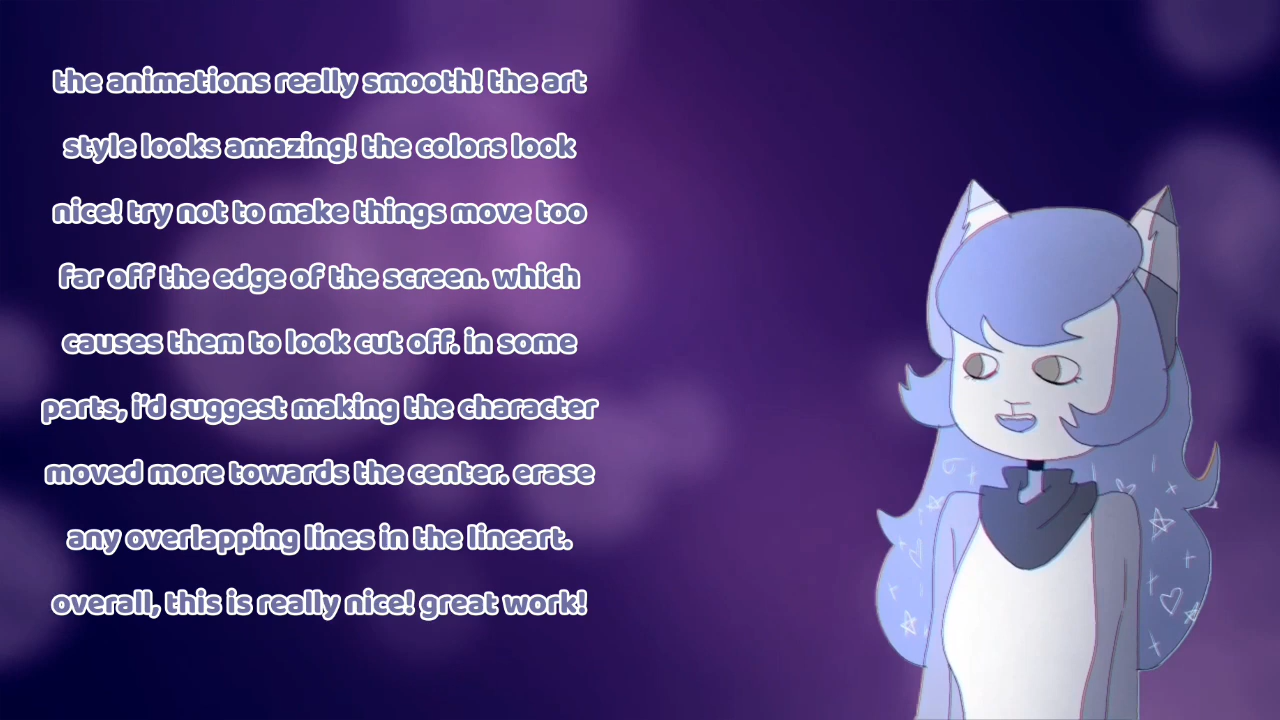 the animations really smooth! the art
style looks amazing! the colors look
nice! try not to make things move too
far off the edge of the screen. which
causes them to look cut off. in some
parts, i'd suggest making the character
moved more towards the center. erase
any overlapping lines in the lineart.
overall, this is really nice! great work!